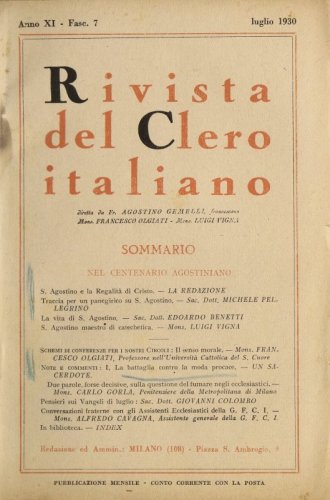 Anno XI - Fasc. 7
luglio 1930
Rivista
del Clero
italiano
diretta da Fr. AGOSTINO GEMELLI, francescano
Mons. FRANCESCO OLGIATI - Mons. LUIGI VIGNA
SOMMARIO
NEL CENTENARIO AGOSTINIANO
S. Agostino e la Regalità di Cristo. — LA REDAZIONE
Traccia per un panegirico su S. Agostino, — Sac. Dott. MICHELE PEL-
LEGRINO
La vita di S. Agostino, — Sac. Dott. EDOARDO BENETTI
S. Agostino maestro di catechetica, — Mons. LUIGI VIGNA
SCHEMI DI CONFERENZE PER I NOSTRI CIRCOLI: Il senso morale, — Mons. FRAN-
CESCO OLGIATI, Professore nell'Università Cattolica del S. Cuore
NOTE E COMMENTI: I. La battaglia contro la moda procace, — UN SA-
CERDOTE.
Due parole, forse decisive, sulla questione del fumare negli ecclesiastici, —
Mons. CARLO GORLA, Penitenziere della Metropolitana di Milano
Pensieri sui Vangeli di luglio: Sac. Dott. GIOVANNI COLOMBO
Conversazioni fraterne con gli Assistenti Ecclesiastici della G. F. C. I, —
Mons. ALFREDO CAVAGNA, Assistente generale della G. F. C. I.
In biblioteca. — INDEX
Redazione ed Ammin.: MILANO (108) - Piazza S. Ambrogio, 9
PUBBLICAZIONE MENSILE - CONTO CORRENTE CON LA POSTA